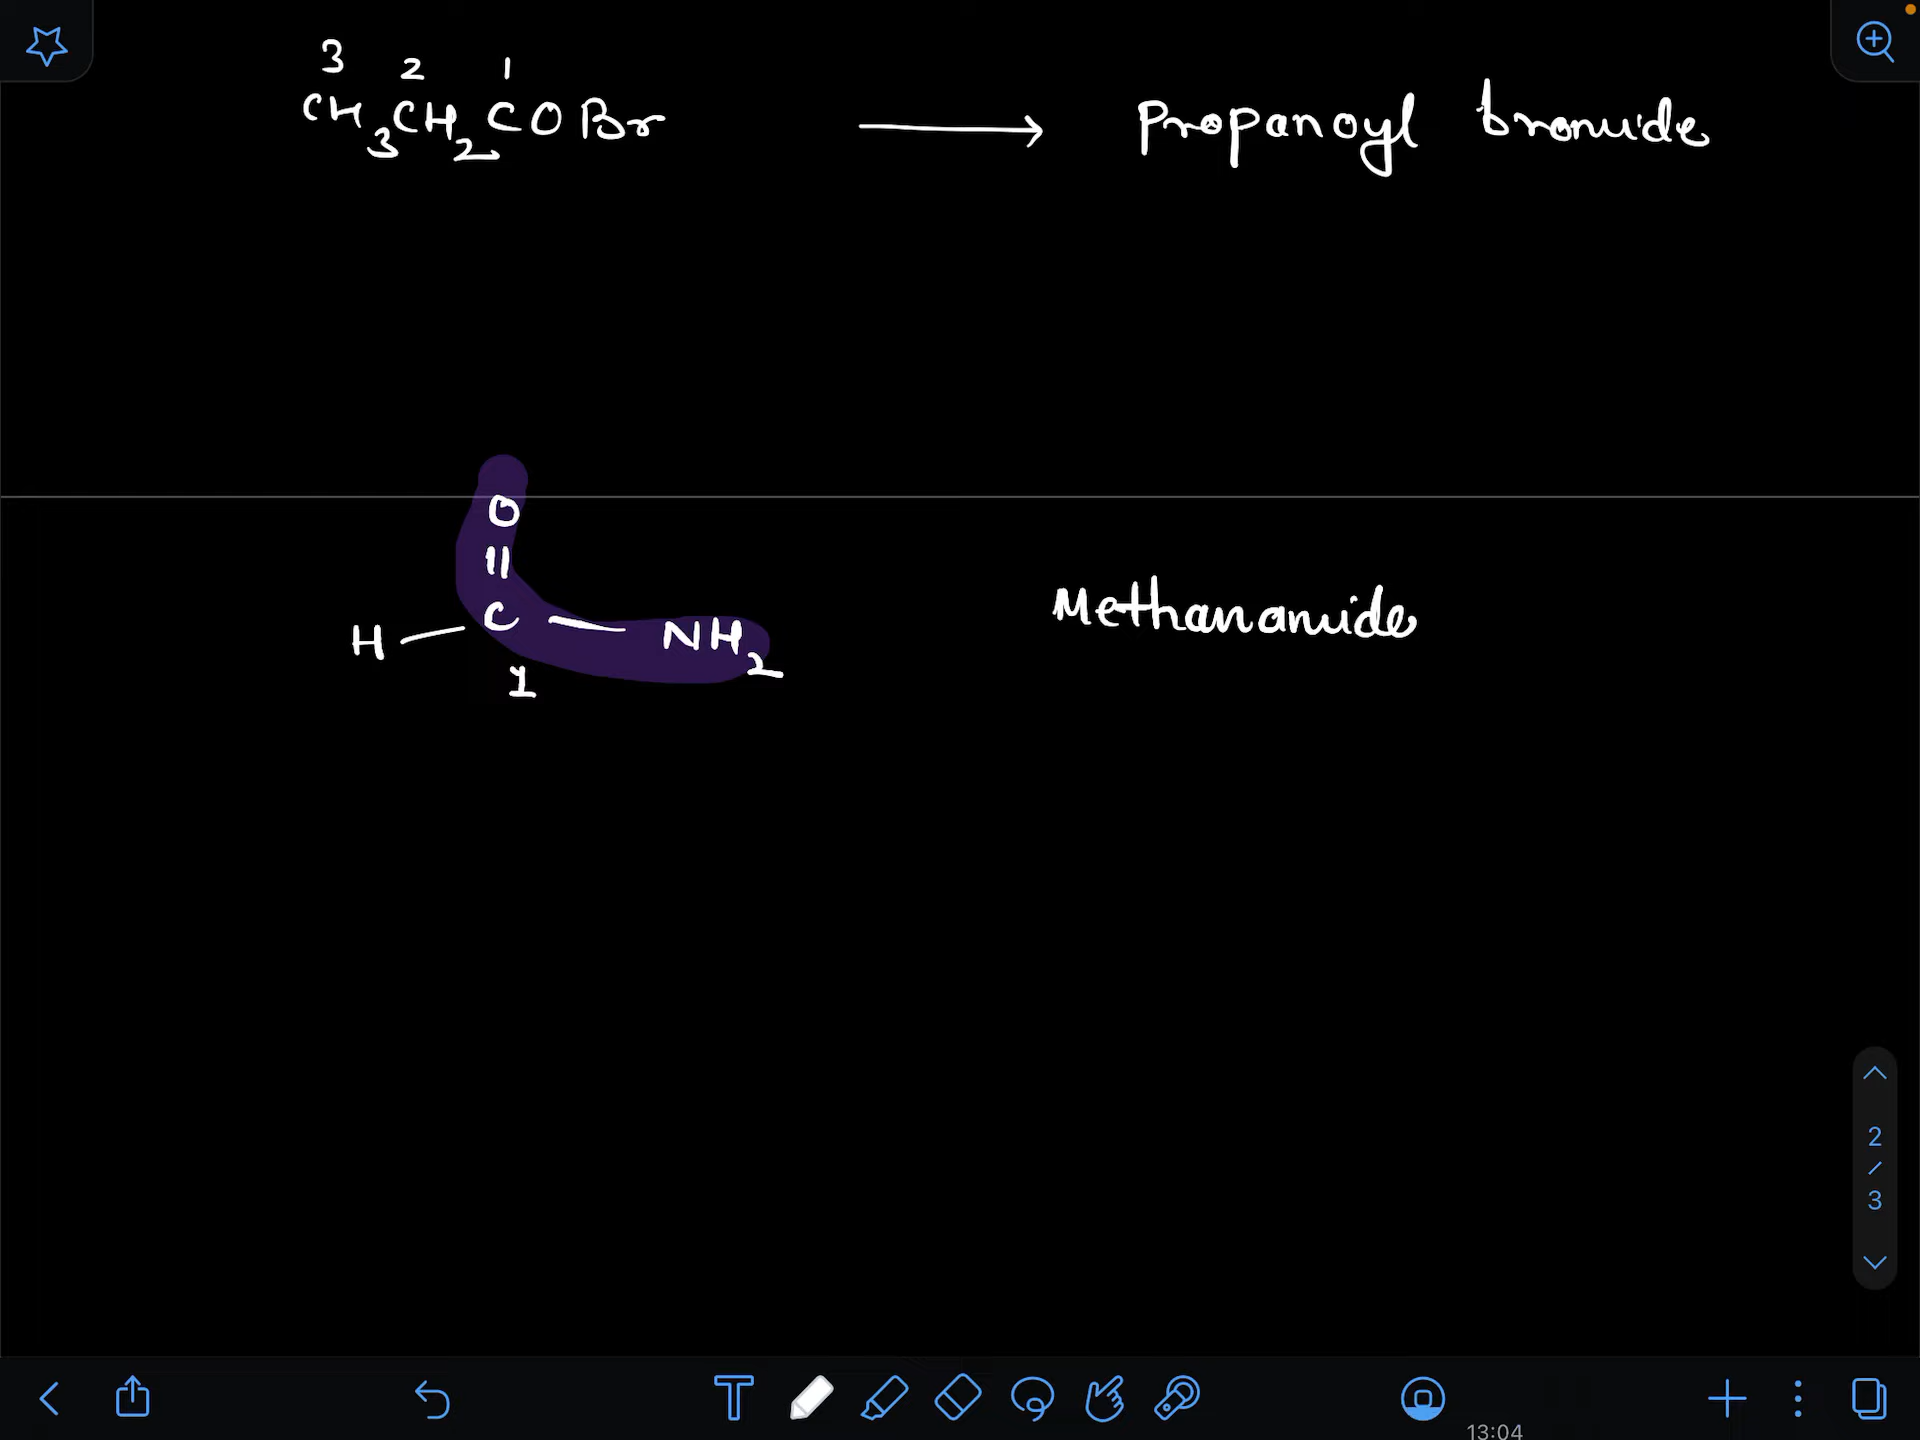 3 2 1
CH3CH2COBr → Propanoyl bromide
O
||
H — C — NH2 Methanamide
1
2
/
3
13:04